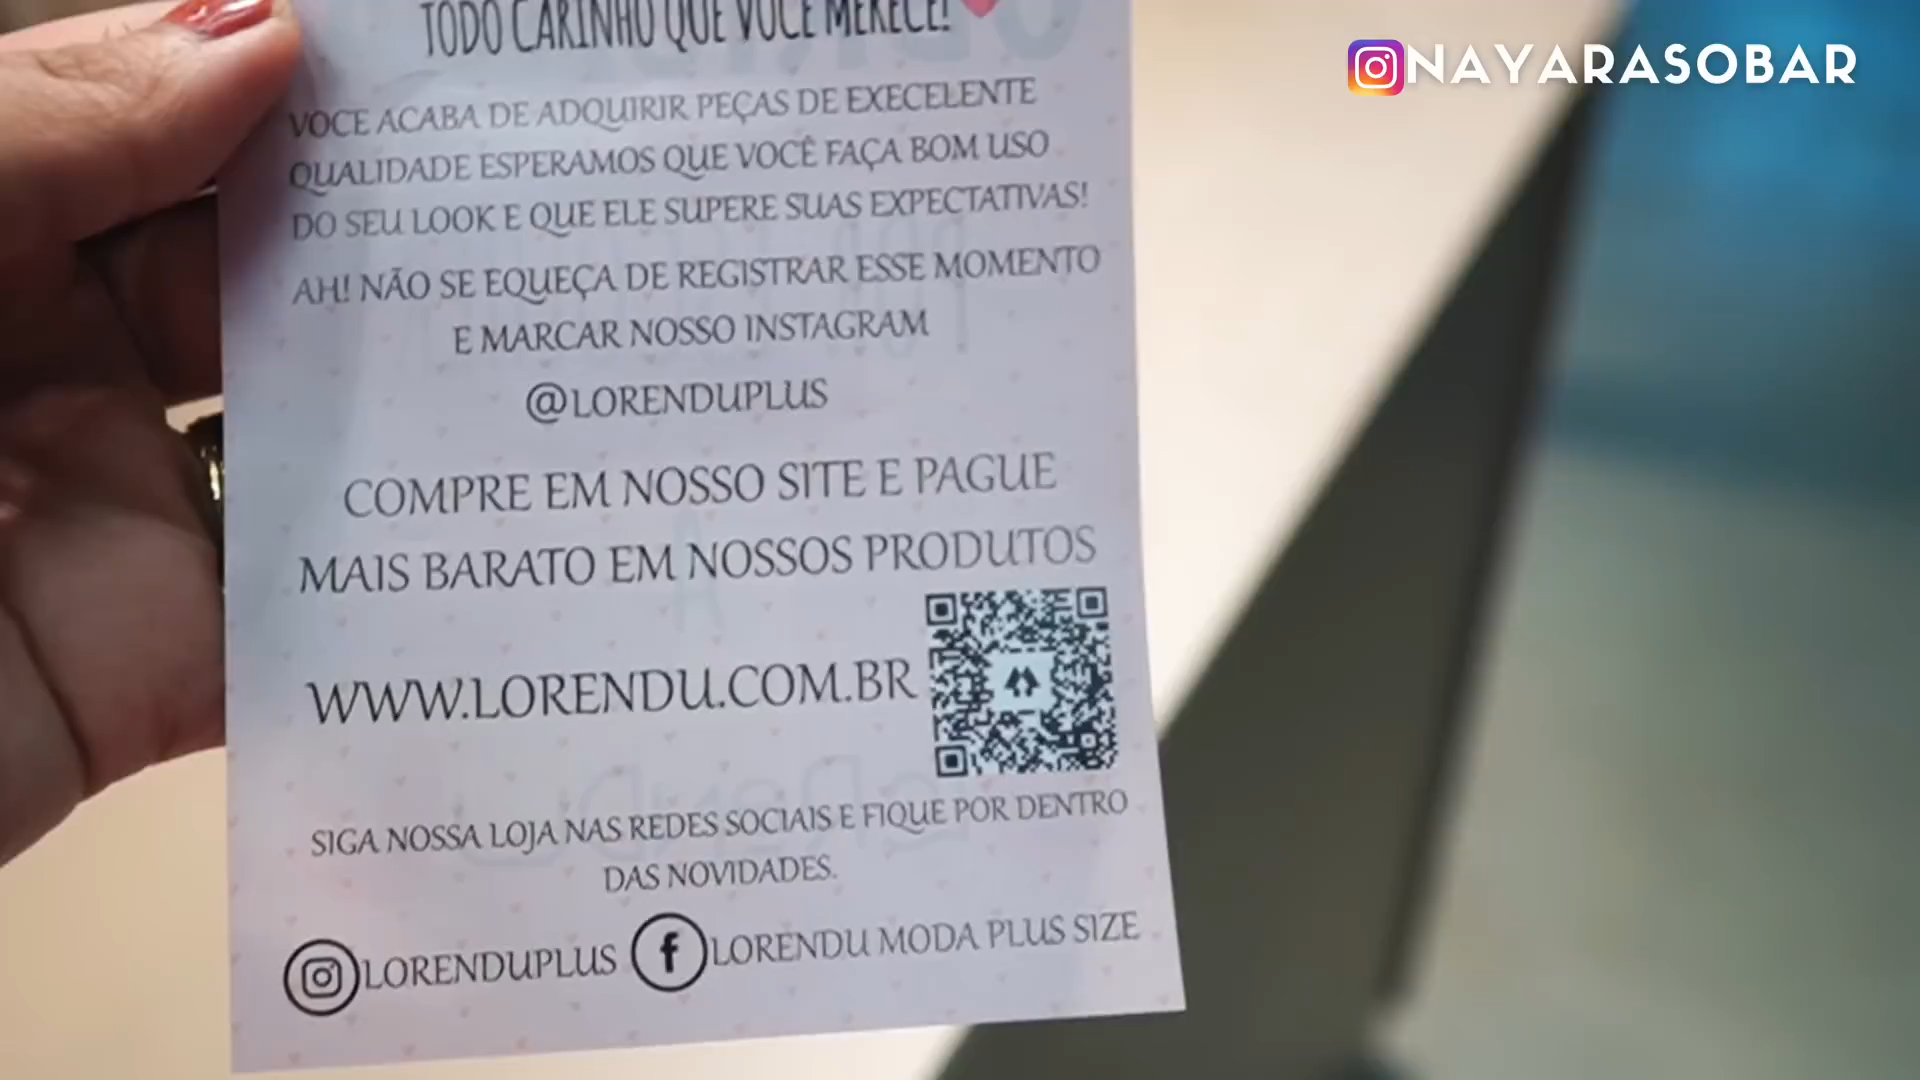 TODO CARINHO QUE VOCÊ MERECE!
NAYARASOBAR
VOCE ACABA DE ADQUIRIR PEÇAS DE EXECELENTE
QUALIDADE ESPERAMOS QUE VOCÊ FAÇA BOM USO
DO SEU LOOK E QUE ELE SUPERE SUAS EXPECTATIVAS!
AH! NÃO SE EQUEÇA DE REGISTRAR ESSE MOMENTO
E MARCAR NOSSO INSTAGRAM
@LORENDUPLUS
COMPRE EM NOSSO SITE E PAGUE
MAIS BARATO EM NOSSOS PRODUTOS
WWW.LORENDU.COM.BR
SIGA NOSSA LOJA NAS REDES SOCIAIS E FIQUE POR DENTRO
DAS NOVIDADES.
LORENDUPLUS f LORENDU MODA PLUS SIZE